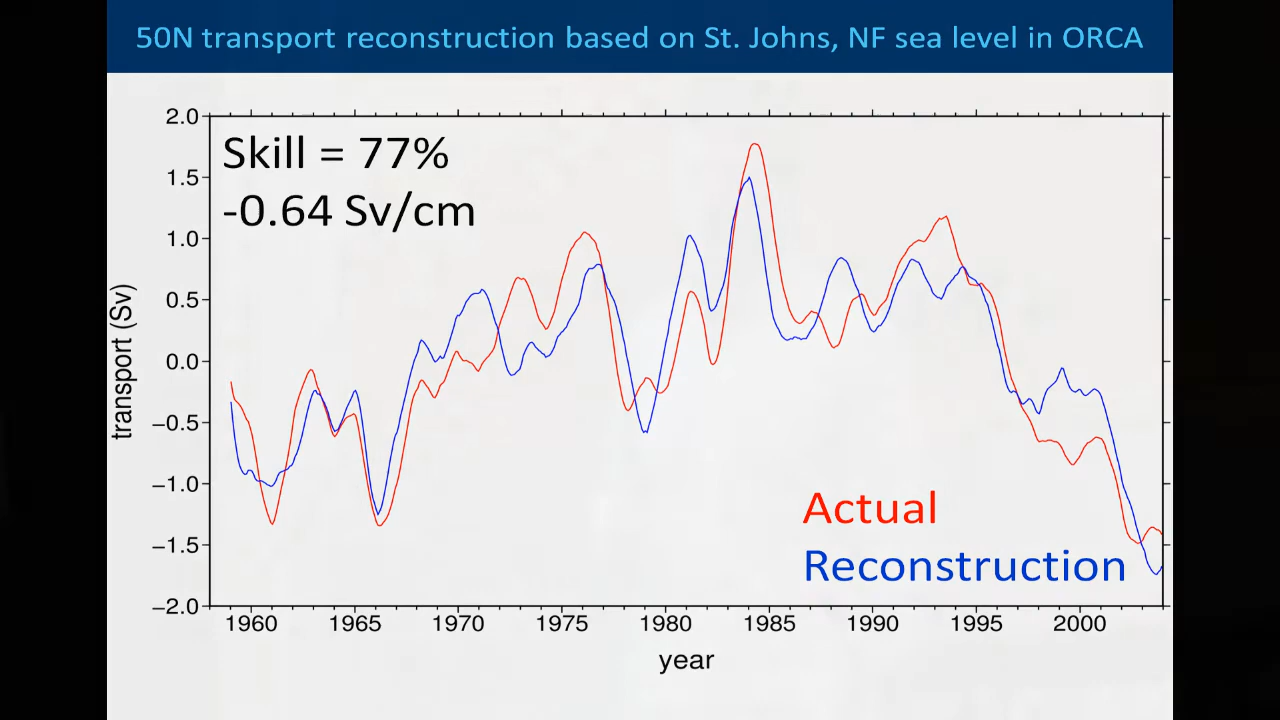 50N transport reconstruction based on St. Johns, NF sea level in ORCA
Skill = 77%
-0.64 Sv/cm
2.0
1.5
1.0
0.5
0.0
−0.5
−1.0
−1.5
−2.0
transport (Sv)
Actual
Reconstruction
1960 1965 1970 1975 1980 1985 1990 1995 2000
year